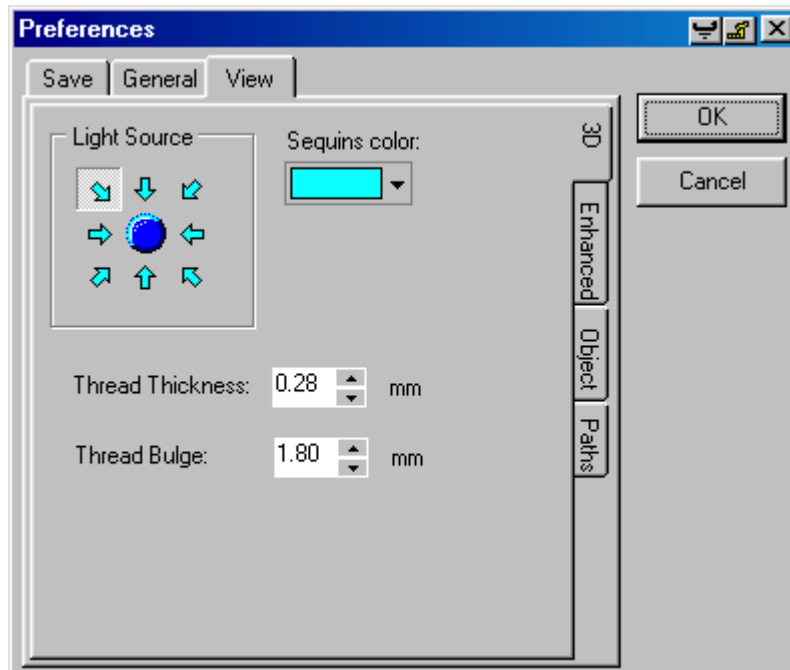 Preferences
Save General View
Light Source
Sequins color:
3D
OK
Cancel
Enhanced
Object
Paths
Thread Thickness: 0.28 mm
Thread Bulge: 1.80 mm